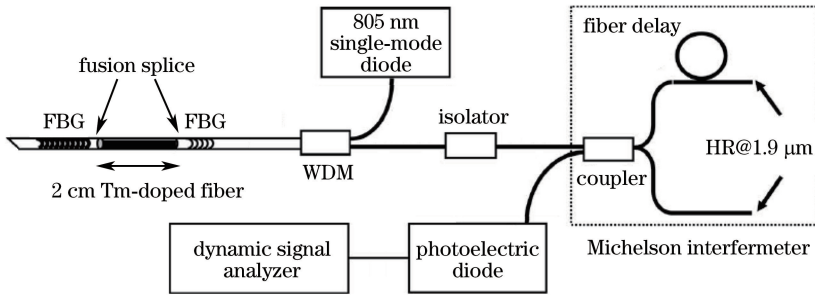 805 nm
single-mode
diode
fiber delay
fusion splice
FBG
FBG
isolator
HR@1.9 μm
WDM
coupler
2 cm Tm-doped fiber
dynamic signal
analyzer
photoelectric
diode
Michelson interfermeter